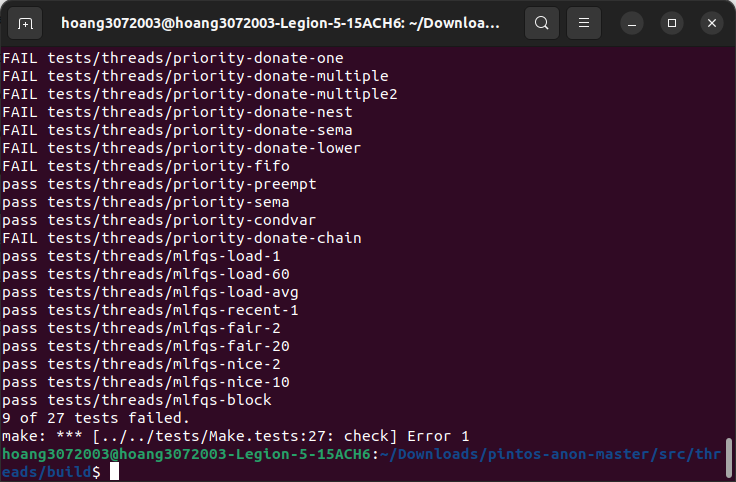 hoang3072003@hoang3072003-Legion-5-15ACH6: ~/Downloa...
FAIL tests/threads/priority-donate-one
FAIL tests/threads/priority-donate-multiple
FAIL tests/threads/priority-donate-multiple2
FAIL tests/threads/priority-donate-nest
FAIL tests/threads/priority-donate-sema
FAIL tests/threads/priority-donate-lower
FAIL tests/threads/priority-fifo
pass tests/threads/priority-preempt
pass tests/threads/priority-sema
pass tests/threads/priority-condvar
FAIL tests/threads/priority-donate-chain
pass tests/threads/mlfqs-load-1
pass tests/threads/mlfqs-load-60
pass tests/threads/mlfqs-load-avg
pass tests/threads/mlfqs-recent-1
pass tests/threads/mlfqs-fair-2
pass tests/threads/mlfqs-fair-20
pass tests/threads/mlfqs-nice-2
pass tests/threads/mlfqs-nice-10
pass tests/threads/mlfqs-block
9 of 27 tests failed.
make: *** [../../tests/Make.tests:27: check] Error 1
hoang3072003@hoang3072003-Legion-5-15ACH6:~/Downloads/pintos-anon-master/src/thr
eads/build$